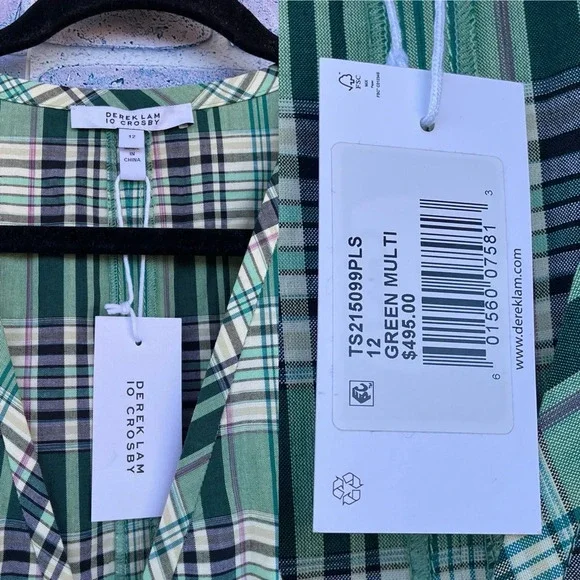 DEREK LAM
10 CROSBY
12
IN
CHINA
DEREK LAM
10 CROSBY
FSC
TS215099PLS
12
GREEN MULTI
$495.00
6 01560 07581 3
www.dereklam.com